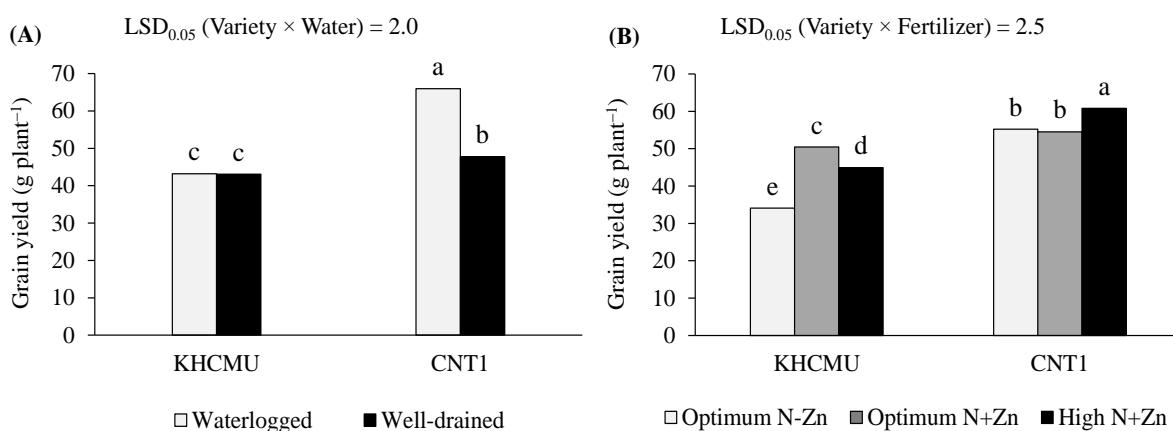 (A)
LSD0.05 (Variety × Water) = 2.0
Grain yield (g plant⁻¹)
70
60
50
40
30
20
10
0
c
c
a
b
KHCMU
CNT1
Waterlogged
Well-drained
(B)
LSD0.05 (Variety × Fertilizer) = 2.5
Grain yield (g plant⁻¹)
70
60
50
40
30
20
10
0
e
c
d
b
b
a
KHCMU
CNT1
Optimum N-Zn
Optimum N+Zn
High N+Zn